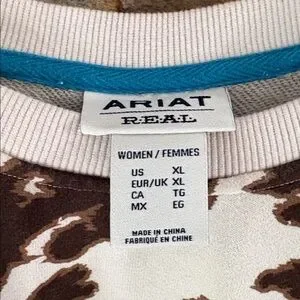 ARIAT
R.E.A.L
WOMEN / FEMMES
US XL
EUR/UK XL
CA TG
MX EG
MADE IN CHINA
FABRIQUÉ EN CHINE